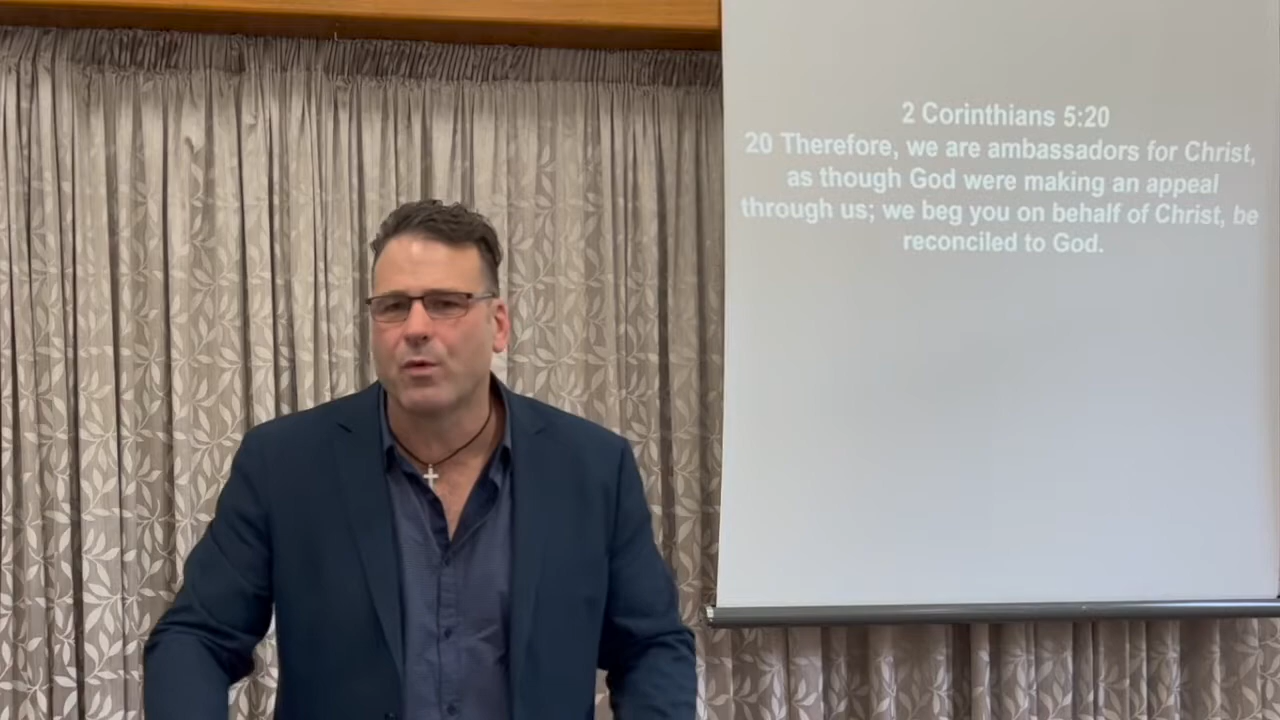 2 Corinthians 5:20
20 Therefore, we are ambassadors for Christ,
as though God were making an appeal
through us; we beg you on behalf of Christ, be
reconciled to God.